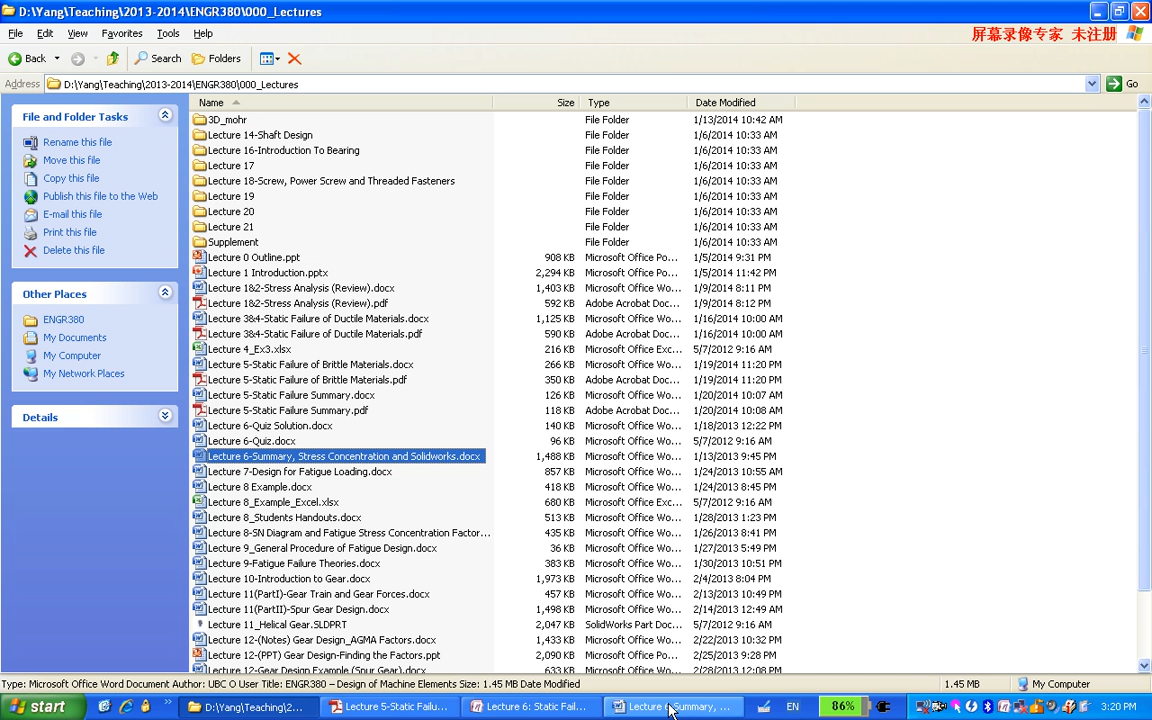 D:\Yang\Teaching\2013-2014\ENGR380\000_Lectures
File Edit View Favorites Tools Help
屏幕录像专家 未注册
Back Search Folders
Address D:\Yang\Teaching\2013-2014\ENGR380\000_Lectures Go
Name Size Type Date Modified
File and Folder Tasks
Rename this file
Move this file
Copy this file
Publish this file to the Web
E-mail this file
Print this file
Delete this file
Other Places
ENGR380
My Documents
My Computer
My Network Places
Details
3D_mohr File Folder 1/13/2014 10:42 AM
Lecture 14-Shaft Design File Folder 1/6/2014 10:33 AM
Lecture 16-Introduction To Bearing File Folder 1/6/2014 10:33 AM
Lecture 17 File Folder 1/6/2014 10:33 AM
Lecture 18-Screw, Power Screw and Threaded Fasteners File Folder 1/6/2014 10:33 AM
Lecture 19 File Folder 1/6/2014 10:33 AM
Lecture 20 File Folder 1/6/2014 10:33 AM
Lecture 21 File Folder 1/6/2014 10:33 AM
Supplement File Folder 1/6/2014 10:33 AM
Lecture 0 Outline.ppt 908 KB Microsoft Office Po... 1/5/2014 9:31 PM
Lecture 1 Introduction.pptx 2,294 KB Microsoft Office Po... 1/5/2014 11:42 PM
Lecture 1&2-Stress Analysis (Review).docx 1,403 KB Microsoft Office Wo... 1/9/2014 8:11 PM
Lecture 1&2-Stress Analysis (Review).pdf 592 KB Adobe Acrobat Doc... 1/9/2014 8:12 PM
Lecture 3&4-Static Failure of Ductile Materials.docx 1,125 KB Microsoft Office Wo... 1/16/2014 10:00 AM
Lecture 3&4-Static Failure of Ductile Materials.pdf 590 KB Adobe Acrobat Doc... 1/16/2014 10:00 AM
Lecture 4_Ex3.xlsx 216 KB Microsoft Office Exc... 5/7/2012 9:16 AM
Lecture 5-Static Failure of Brittle Materials.docx 266 KB Microsoft Office Wo... 1/19/2014 11:20 PM
Lecture 5-Static Failure of Brittle Materials.pdf 350 KB Adobe Acrobat Doc... 1/19/2014 11:20 PM
Lecture 5-Static Failure Summary.docx 126 KB Microsoft Office Wo... 1/20/2014 10:07 AM
Lecture 5-Static Failure Summary.pdf 118 KB Adobe Acrobat Doc... 1/20/2014 10:08 AM
Lecture 6-Quiz Solution.docx 140 KB Microsoft Office Wo... 1/18/2013 12:22 PM
Lecture 6-Quiz.docx 96 KB Microsoft Office Wo... 5/7/2012 9:16 AM
Lecture 6-Summary, Stress Concentration and Solidworks.docx 1,488 KB Microsoft Office Wo... 1/13/2013 9:45 PM
Lecture 7-Design for Fatigue Loading.docx 857 KB Microsoft Office Wo... 1/24/2013 10:55 AM
Lecture 8 Example.docx 418 KB Microsoft Office Wo... 1/24/2013 8:45 PM
Lecture 8_Example_Excel.xlsx 680 KB Microsoft Office Exc... 5/7/2012 9:16 AM
Lecture 8_Students Handouts.docx 513 KB Microsoft Office Wo... 1/28/2013 1:23 PM
Lecture 8-SN Diagram and Fatigue Stress Concentration Factor... 435 KB Microsoft Office Wo... 1/26/2013 8:41 PM
Lecture 9_General Procedure of Fatigue Design.docx 36 KB Microsoft Office Wo... 1/27/2013 5:49 PM
Lecture 9-Fatigue Failure Theories.docx 383 KB Microsoft Office Wo... 1/30/2013 10:51 PM
Lecture 10-Introduction to Gear.docx 1,973 KB Microsoft Office Wo... 2/4/2013 8:04 PM
Lecture 11(PartI)-Gear Train and Gear Forces.docx 457 KB Microsoft Office Wo... 2/13/2013 10:49 PM
Lecture 11(PartII)-Spur Gear Design.docx 1,498 KB Microsoft Office Wo... 2/14/2013 12:49 AM
Lecture 11_Helical Gear.SLDPRT 2,047 KB SolidWorks Part Doc... 5/7/2012 9:16 AM
Lecture 12-(Notes) Gear Design_AGMA Factors.docx 1,433 KB Microsoft Office Wo... 2/22/2013 10:32 PM
Lecture 12-(PPT) Gear Design-Finding the Factors.ppt 2,090 KB Microsoft Office Po... 2/25/2013 9:28 PM
Lecture 12-Gear Design Example (Spur Gear).docx 633 KB Microsoft Office Wo... 2/28/2013 12:08 PM
Type: Microsoft Office Word Document Author: UBC O User Title: ENGR380 – Design of Machine Elements Size: 1.45 MB Date Modified 1.45 MB My Computer
start D:\Yang\Teaching\2... Lecture 5-Static Failu... Lecture 6: Static Fail... Lecture 6-Summary, ... EN 86% 3:20 PM